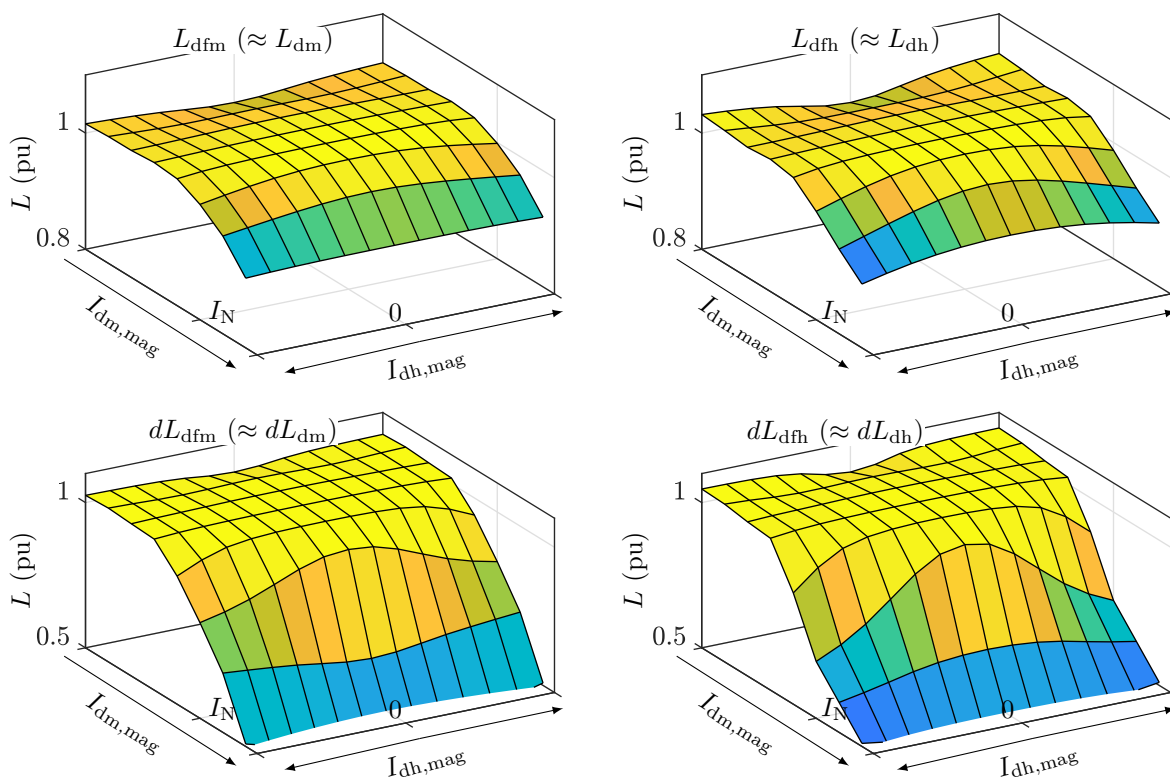 L_dfm (≈ L_dm)
1
0.8
L (pu)
I_dm,mag
I_N
0
I_dh,mag
L_dfh (≈ L_dh)
1
0.8
L (pu)
I_dm,mag
I_N
0
I_dh,mag
dL_dfm (≈ dL_dm)
1
0.5
L (pu)
I_dm,mag
I_N
0
I_dh,mag
dL_dfh (≈ dL_dh)
1
0.5
L (pu)
I_dm,mag
I_N
0
I_dh,mag